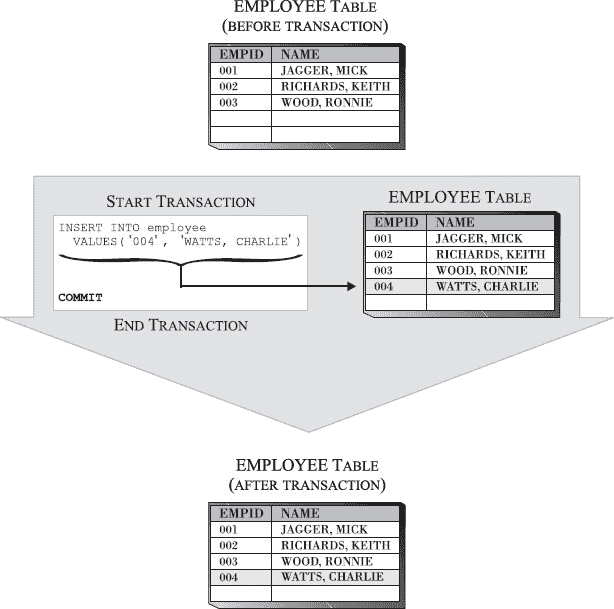 EMPLOYEE TABLE
(BEFORE TRANSACTION)
EMPID NAME
001 JAGGER, MICK
002 RICHARDS, KEITH
003 WOOD, RONNIE
START TRANSACTION
INSERT INTO employee
VALUES('004', 'WATTS, CHARLIE')
COMMIT
END TRANSACTION
EMPLOYEE TABLE
EMPID NAME
001 JAGGER, MICK
002 RICHARDS, KEITH
003 WOOD, RONNIE
004 WATTS, CHARLIE
EMPLOYEE TABLE
(AFTER TRANSACTION)
EMPID NAME
001 JAGGER, MICK
002 RICHARDS, KEITH
003 WOOD, RONNIE
004 WATTS, CHARLIE